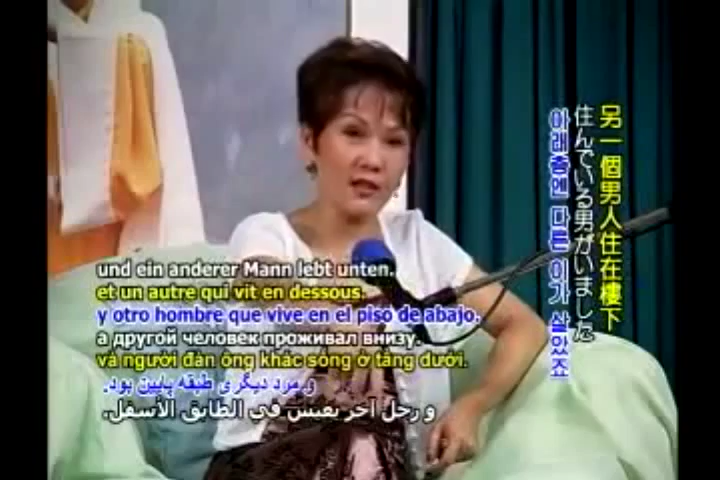 另一個男人住在樓下
住んでいる男がいました
아래층엔 다른 이가 살았죠
und ein anderer Mann lebt unten.
et un autre qui vit en dessous.
y otro hombre que vive en el piso de abajo.
а другой человек проживал внизу.
và người đàn ông khác sống ở tầng dưới.
و مرد دیگری طبقه پایین بود.
و رجل آخر يعيش في الطابق الأسفل.